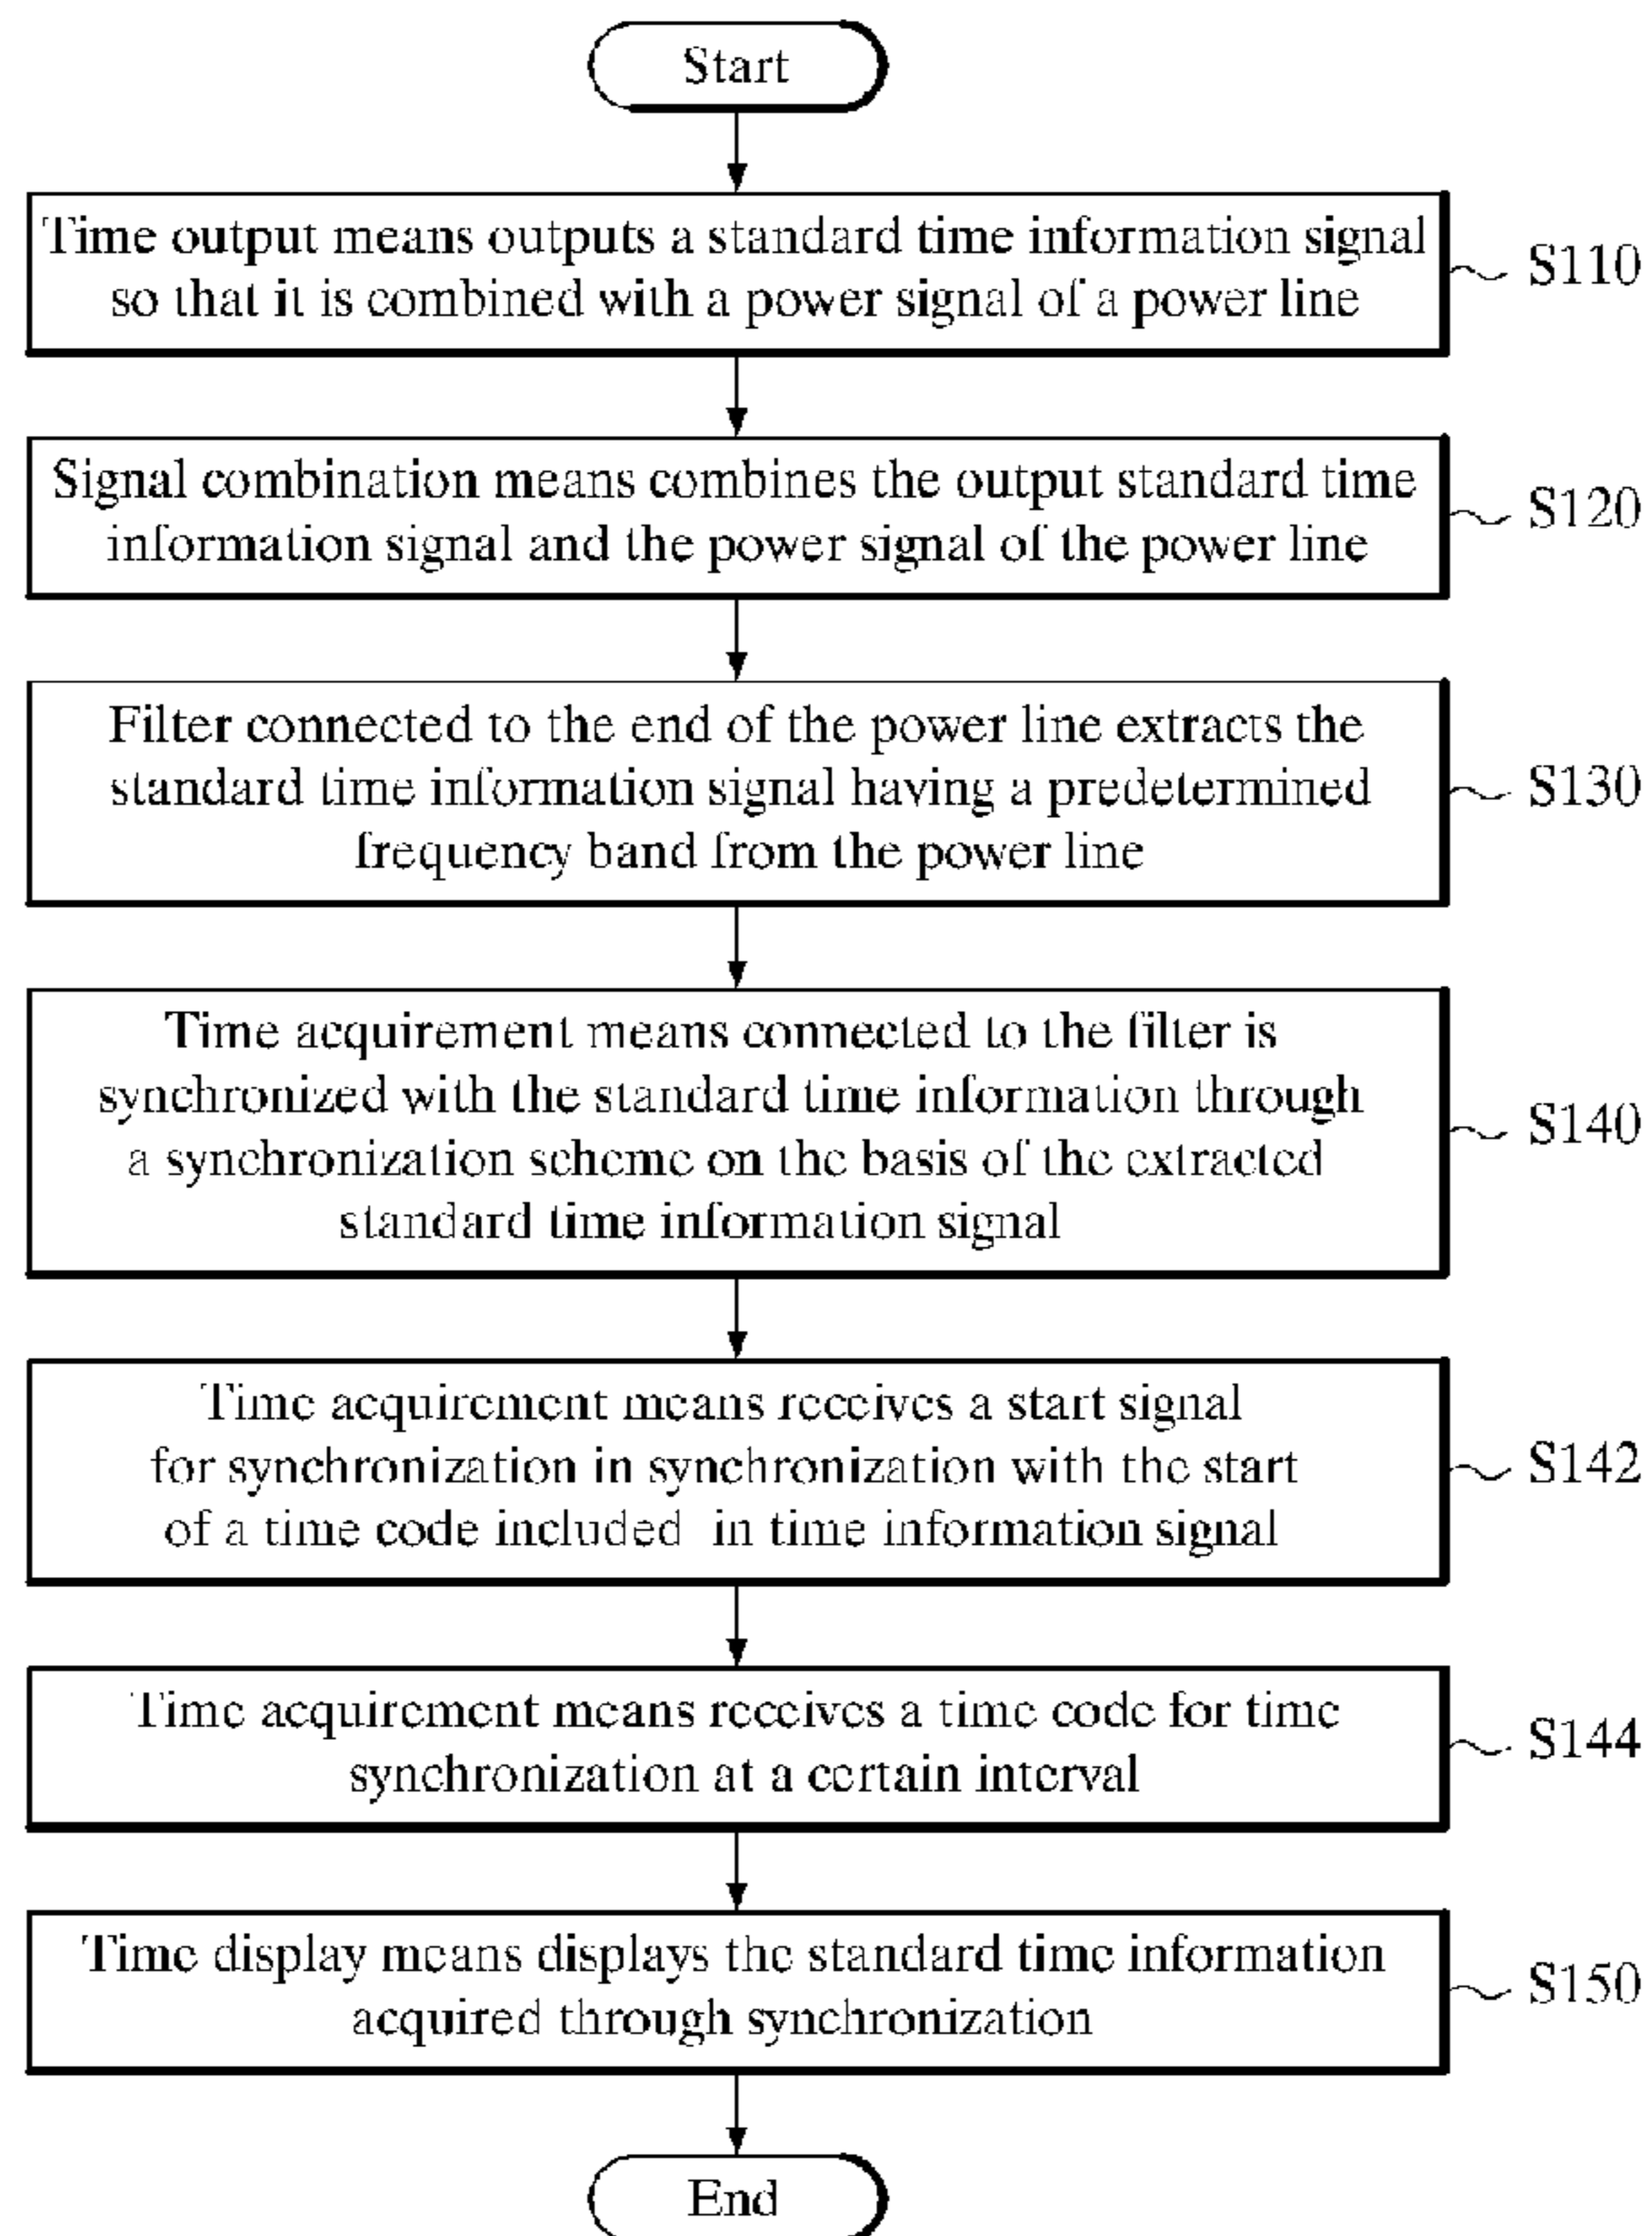 Start
Time output means outputs a standard time information signal
so that it is combined with a power signal of a power line
S110
Signal combination means combines the output standard time
information signal and the power signal of the power line
S120
Filter connected to the end of the power line extracts the
standard time information signal having a predetermined
frequency band from the power line
S130
Time acquirement means connected to the filter is
synchronized with the standard time information through
a synchronization scheme on the basis of the extracted
standard time information signal
S140
Time acquirement means receives a start signal
for synchronization in synchronization with the start
of a time code included in time information signal
S142
Time acquirement means receives a time code for time
synchronization at a certain interval
S144
Time display means displays the standard time information
acquired through synchronization
S150
End